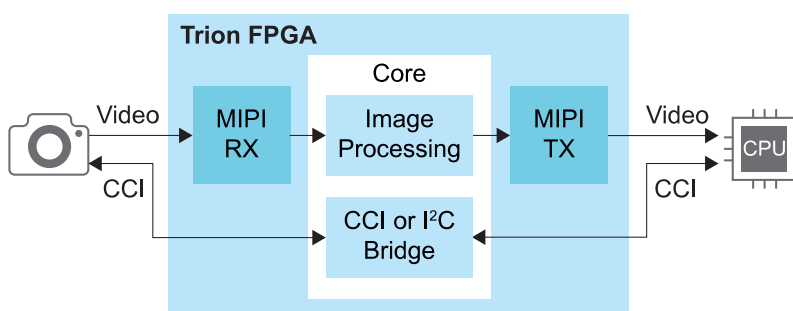 Trion FPGA
Core
Video
MIPI
RX
Image
Processing
MIPI
TX
Video
CPU
CCI
CCI or I²C
Bridge
CCI